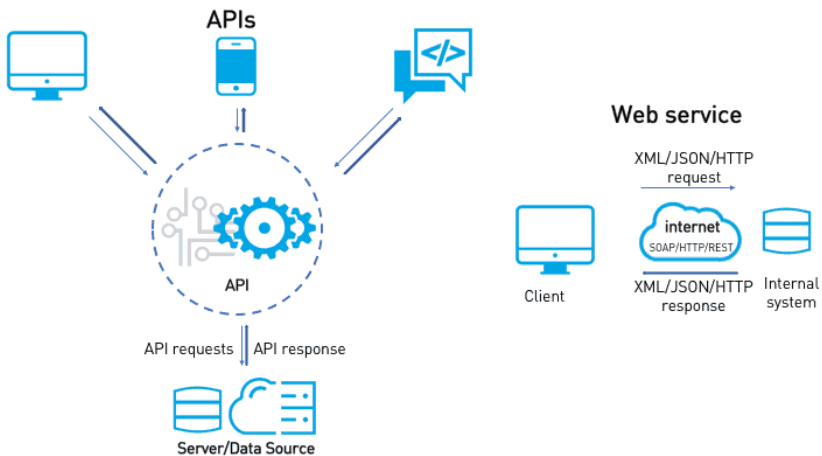 APIs
</>
API
API requests
API response
Server/Data Source
Web service
XML/JSON/HTTP
request
internet
SOAP/HTTP/REST
XML/JSON/HTTP
response
Client
Internal
system